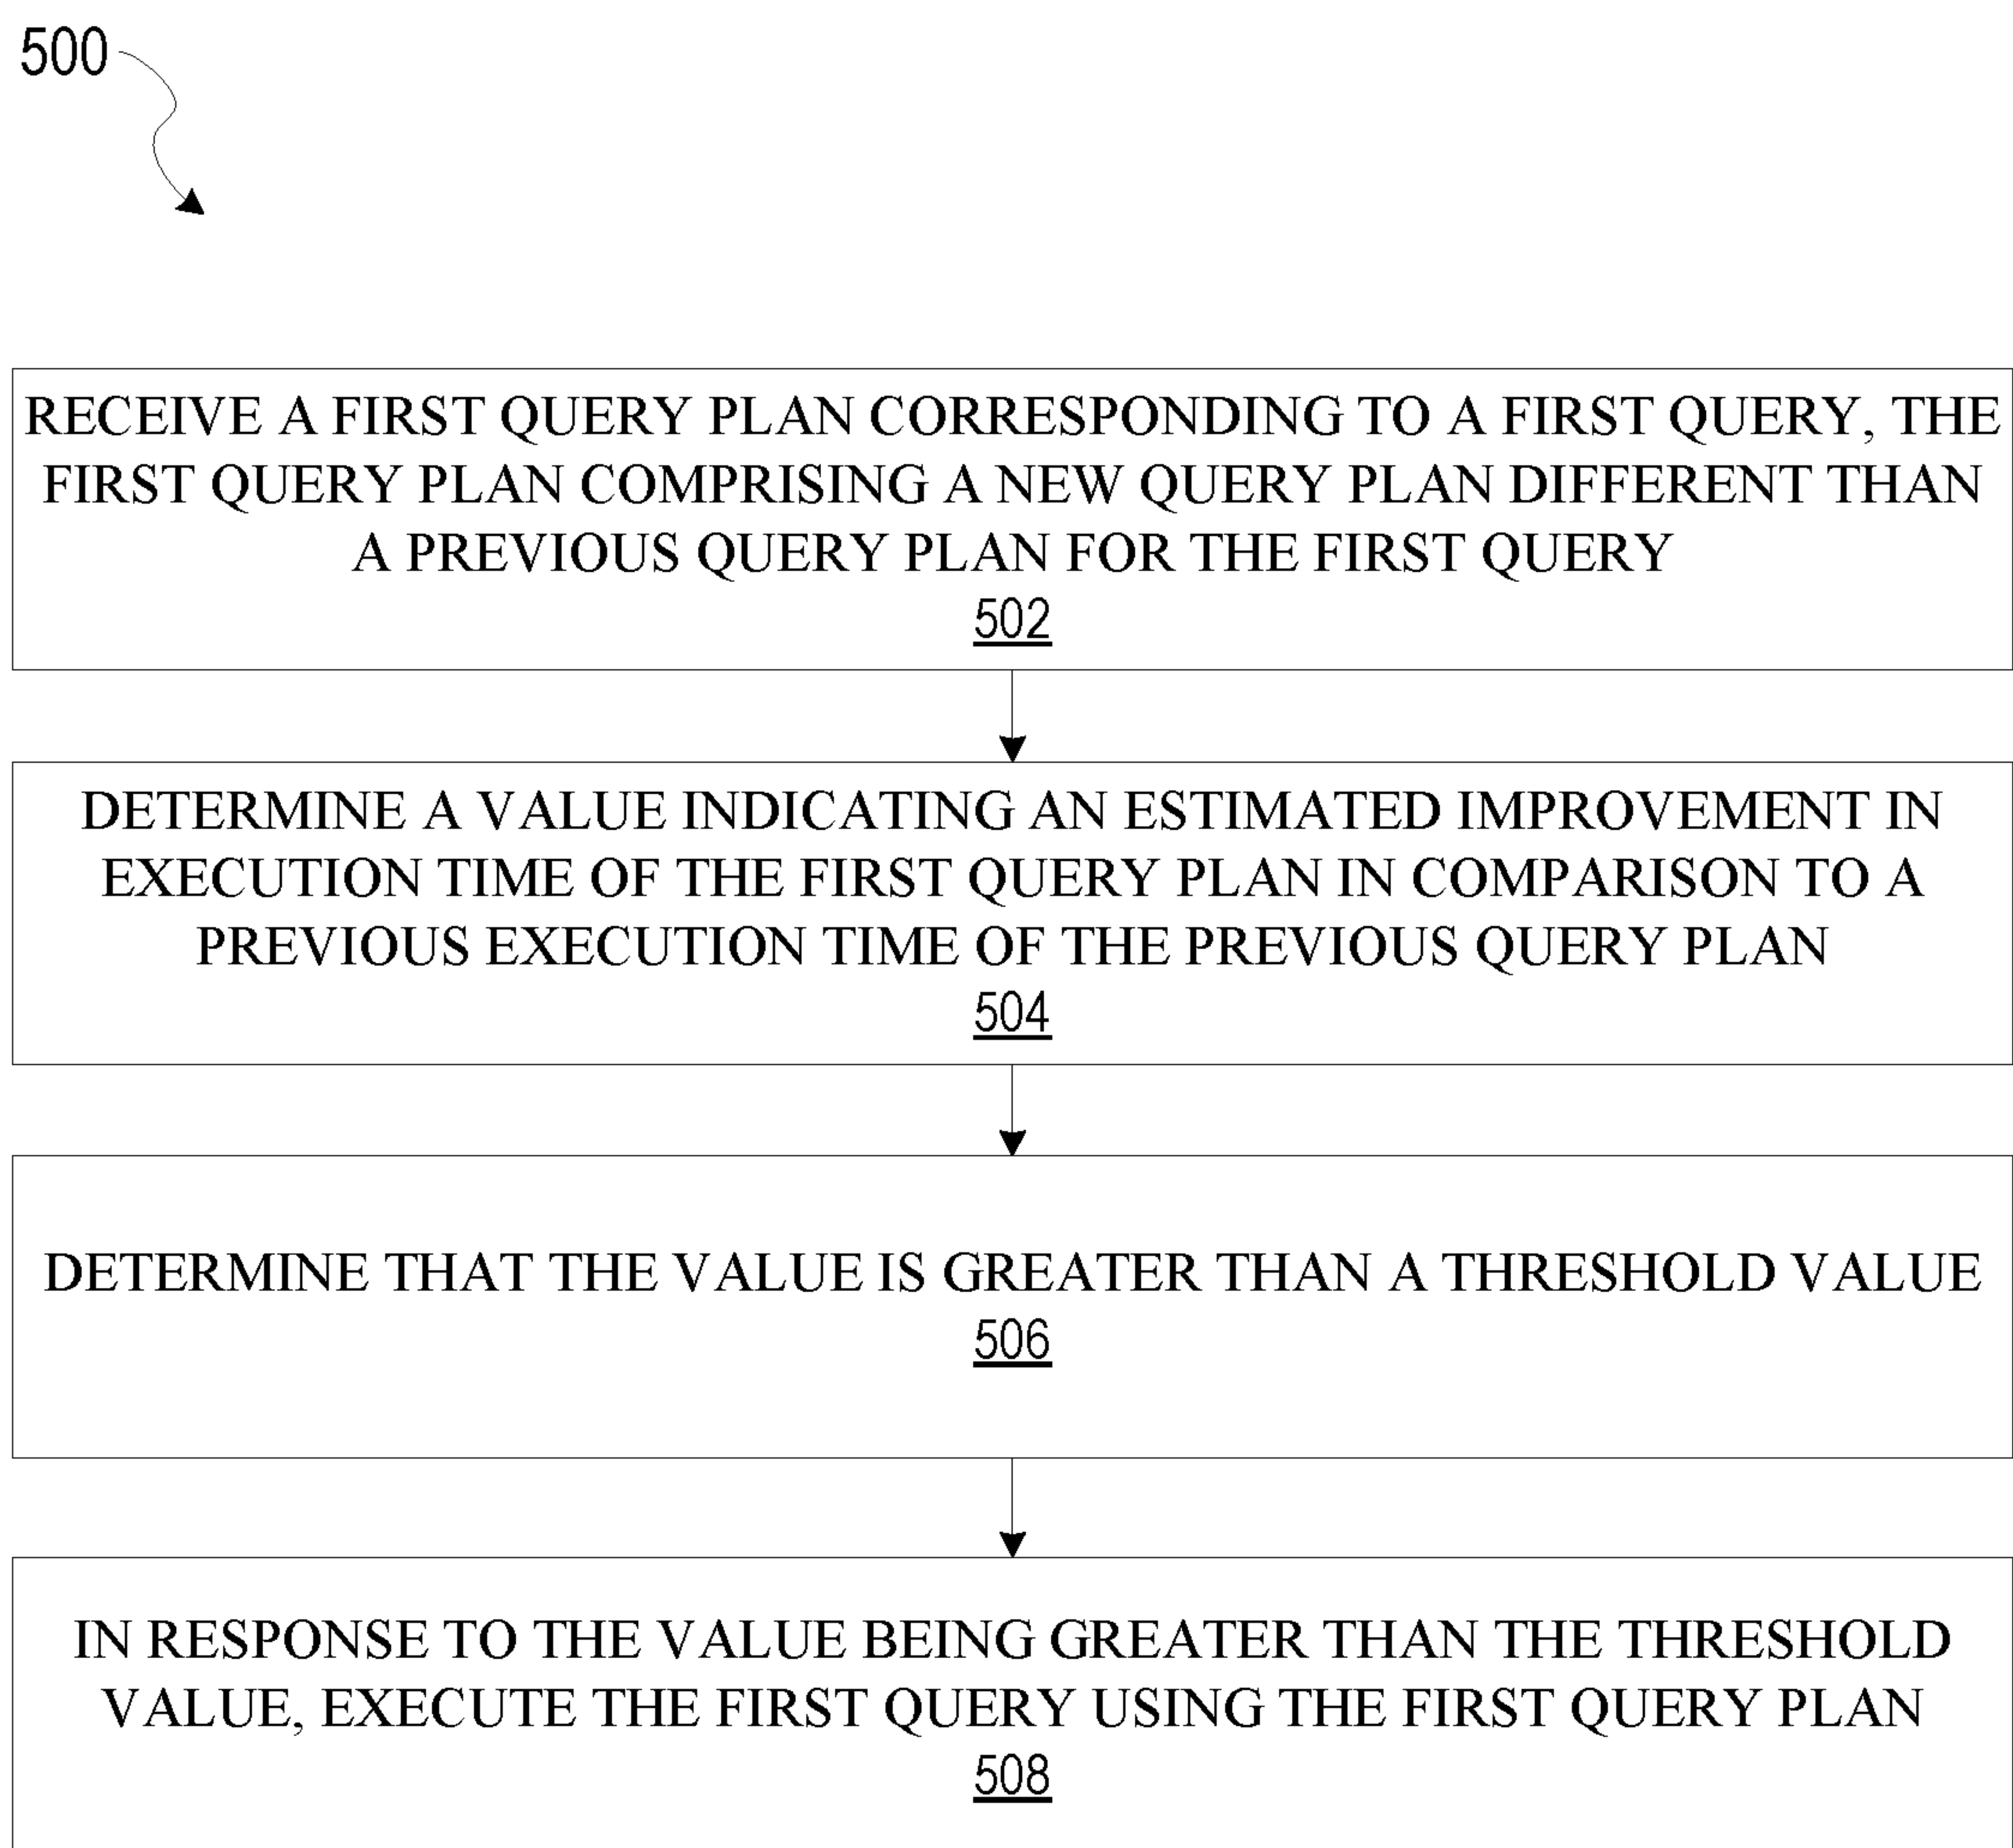 500
RECEIVE A FIRST QUERY PLAN CORRESPONDING TO A FIRST QUERY, THE
FIRST QUERY PLAN COMPRISING A NEW QUERY PLAN DIFFERENT THAN
A PREVIOUS QUERY PLAN FOR THE FIRST QUERY
502
DETERMINE A VALUE INDICATING AN ESTIMATED IMPROVEMENT IN
EXECUTION TIME OF THE FIRST QUERY PLAN IN COMPARISON TO A
PREVIOUS EXECUTION TIME OF THE PREVIOUS QUERY PLAN
504
DETERMINE THAT THE VALUE IS GREATER THAN A THRESHOLD VALUE
506
IN RESPONSE TO THE VALUE BEING GREATER THAN THE THRESHOLD
VALUE, EXECUTE THE FIRST QUERY USING THE FIRST QUERY PLAN
508